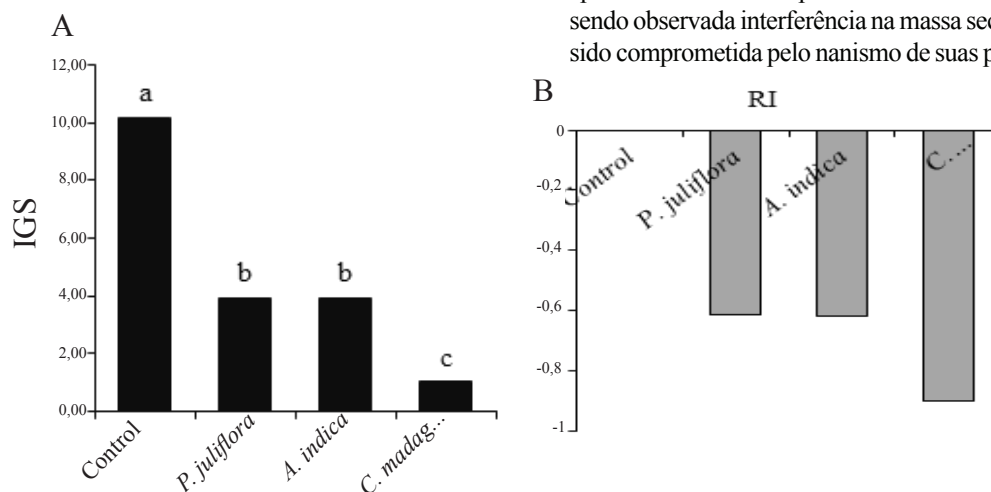 sendo observada interferência na massa sec
sido comprometida pelo nanismo de suas p
A
12,00
10,00
8,00
6,00
4,00
2,00
0,00
IGS
a
b
b
c
Control
P. juliflora
A. indica
C. madag...
B
RI
0
-0,2
-0,4
-0,6
-0,8
-1
Control
P. juliflora
A. indica
C. ...